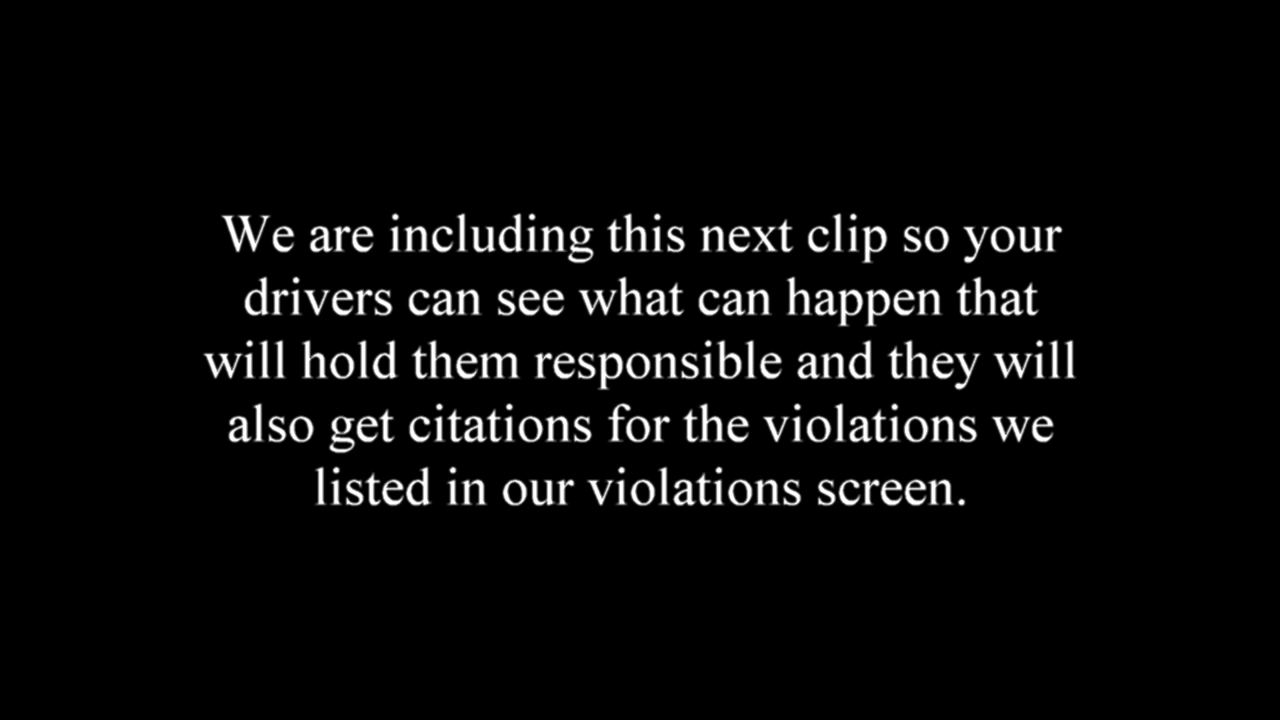 We are including this next clip so your
drivers can see what can happen that
will hold them responsible and they will
also get citations for the violations we
listed in our violations screen.